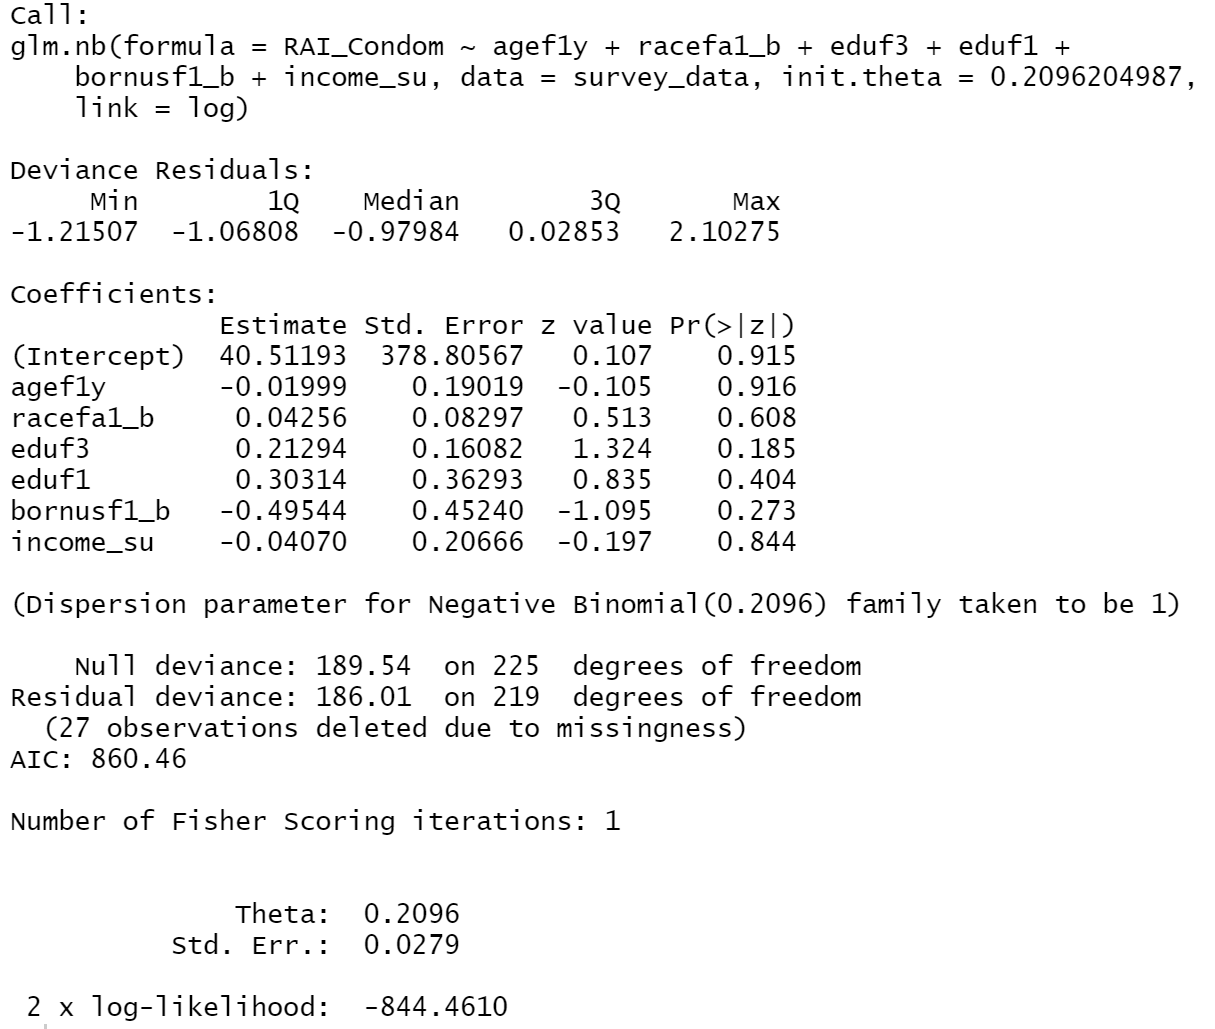 Call:
glm.nb(formula = RAI_Condom ~ agef1y + racefa1_b + eduf3 + eduf1 +
    bornusf1_b + income_su, data = survey_data, init.theta = 0.2096204987,
    link = log)

Deviance Residuals:
     Min        1Q    Median        3Q       Max
-1.21507  -1.06808  -0.97984   0.02853   2.10275

Coefficients:
             Estimate Std. Error z value Pr(>|z|)
(Intercept)  40.51193  378.80567   0.107    0.915
agef1y       -0.01999    0.19019  -0.105    0.916
racefa1_b     0.04256    0.08297   0.513    0.608
eduf3         0.21294    0.16082   1.324    0.185
eduf1         0.30314    0.36293   0.835    0.404
bornusf1_b   -0.49544    0.45240  -1.095    0.273
income_su    -0.04070    0.20666  -0.197    0.844

(Dispersion parameter for Negative Binomial(0.2096) family taken to be 1)

    Null deviance: 189.54  on 225  degrees of freedom
Residual deviance: 186.01  on 219  degrees of freedom
  (27 observations deleted due to missingness)
AIC: 860.46

Number of Fisher Scoring iterations: 1

              Theta:  0.2096
          Std. Err.:  0.0279

 2 x log-likelihood:  -844.4610